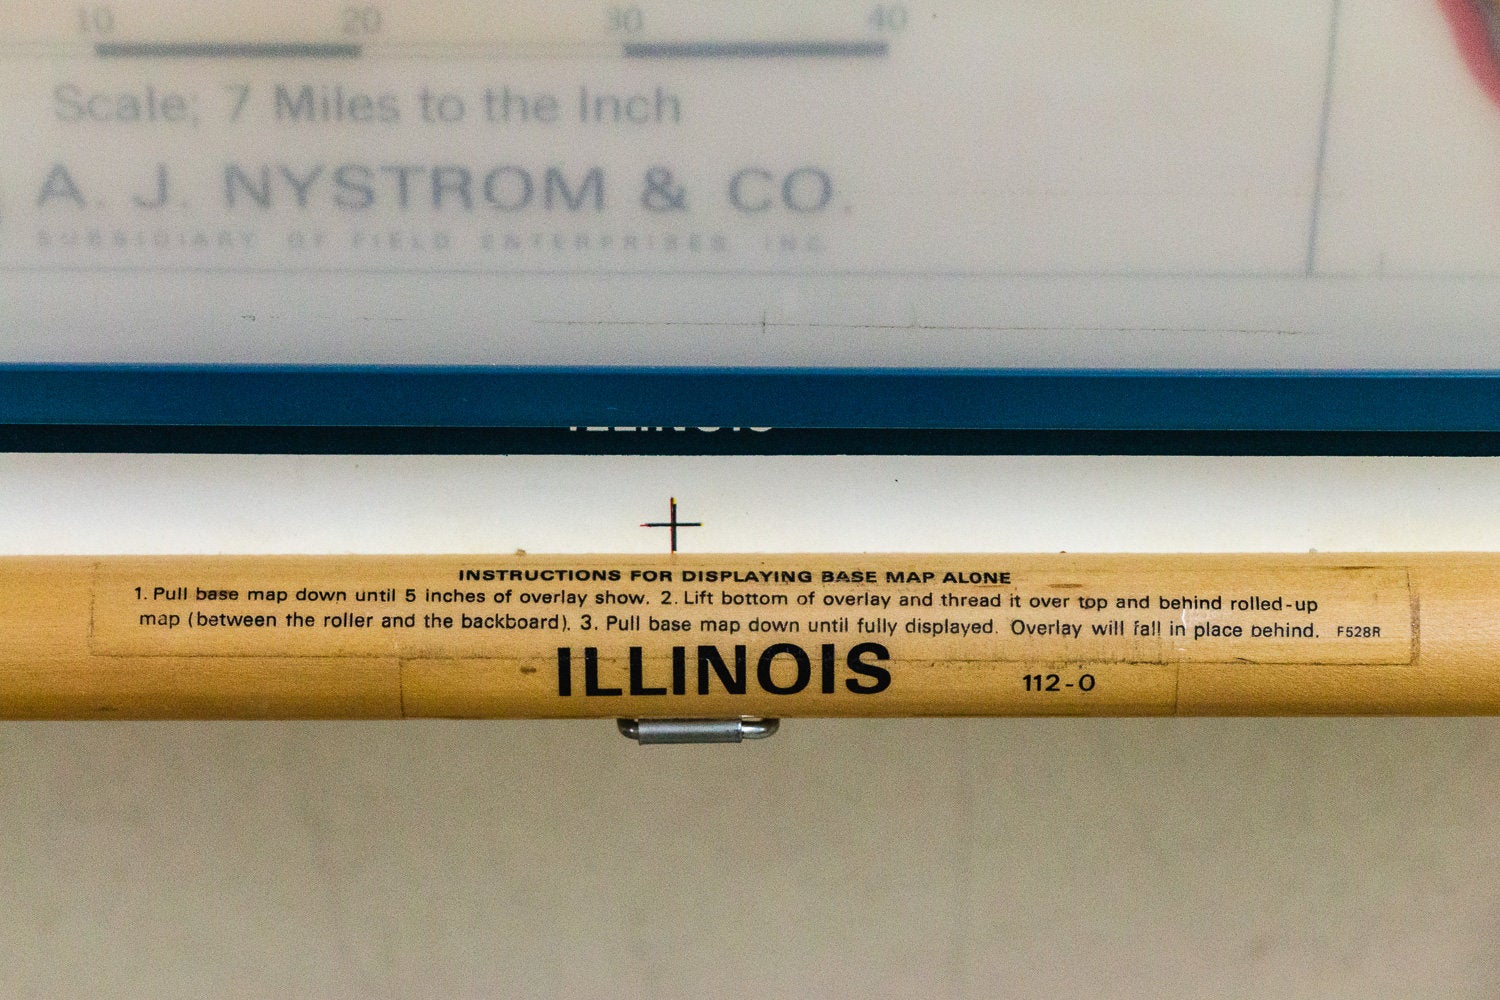 10 20 30 40
Scale; 7 Miles to the Inch
A. J. NYSTROM & CO.
SUBSIDIARY OF FIELD ENTERPRISES, INC.
ILLINOIS
INSTRUCTIONS FOR DISPLAYING BASE MAP ALONE
1. Pull base map down until 5 inches of overlay show. 2. Lift bottom of overlay and thread it over top and behind rolled-up
map (between the roller and the backboard). 3. Pull base map down until fully displayed. Overlay will fall in place behind. F528R
ILLINOIS 112-0